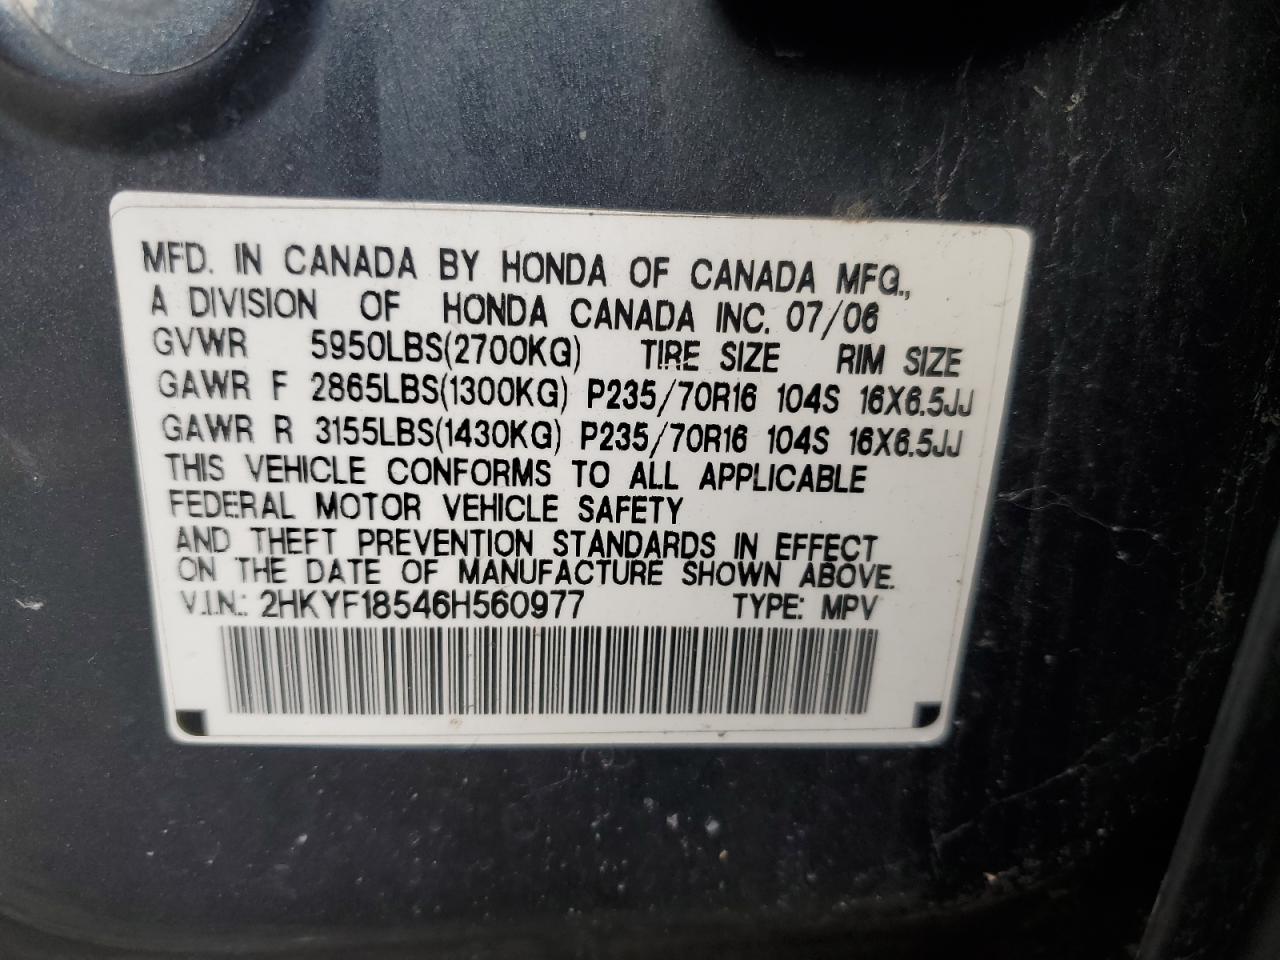 MFD. IN CANADA BY HONDA OF CANADA MFG.,
A DIVISION OF HONDA CANADA INC. 07/06
GVWR 5950LBS(2700KG) TIRE SIZE RIM SIZE
GAWR F 2865LBS(1300KG) P235/70R16 104S 16X6.5JJ
GAWR R 3155LBS(1430KG) P235/70R16 104S 16X6.5JJ
THIS VEHICLE CONFORMS TO ALL APPLICABLE
FEDERAL MOTOR VEHICLE SAFETY
AND THEFT PREVENTION STANDARDS IN EFFECT
ON THE DATE OF MANUFACTURE SHOWN ABOVE.
V.I.N.: 2HKYF18546H560977 TYPE: MPV